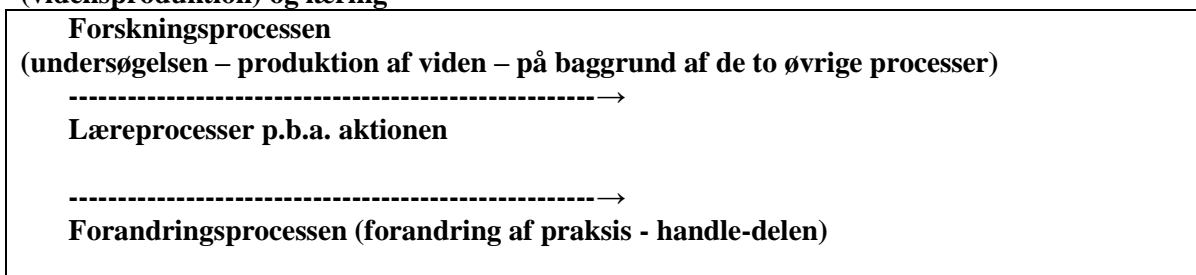 (vidensproduktion) og læring
Forskningsprocessen
(undersøgelsen – produktion af viden – på baggrund af de to øvrige processer)
------------------------------------------------------→
Læreprocesser p.b.a. aktionen
------------------------------------------------------→
Forandringsprocessen (forandring af praksis - handle-delen)